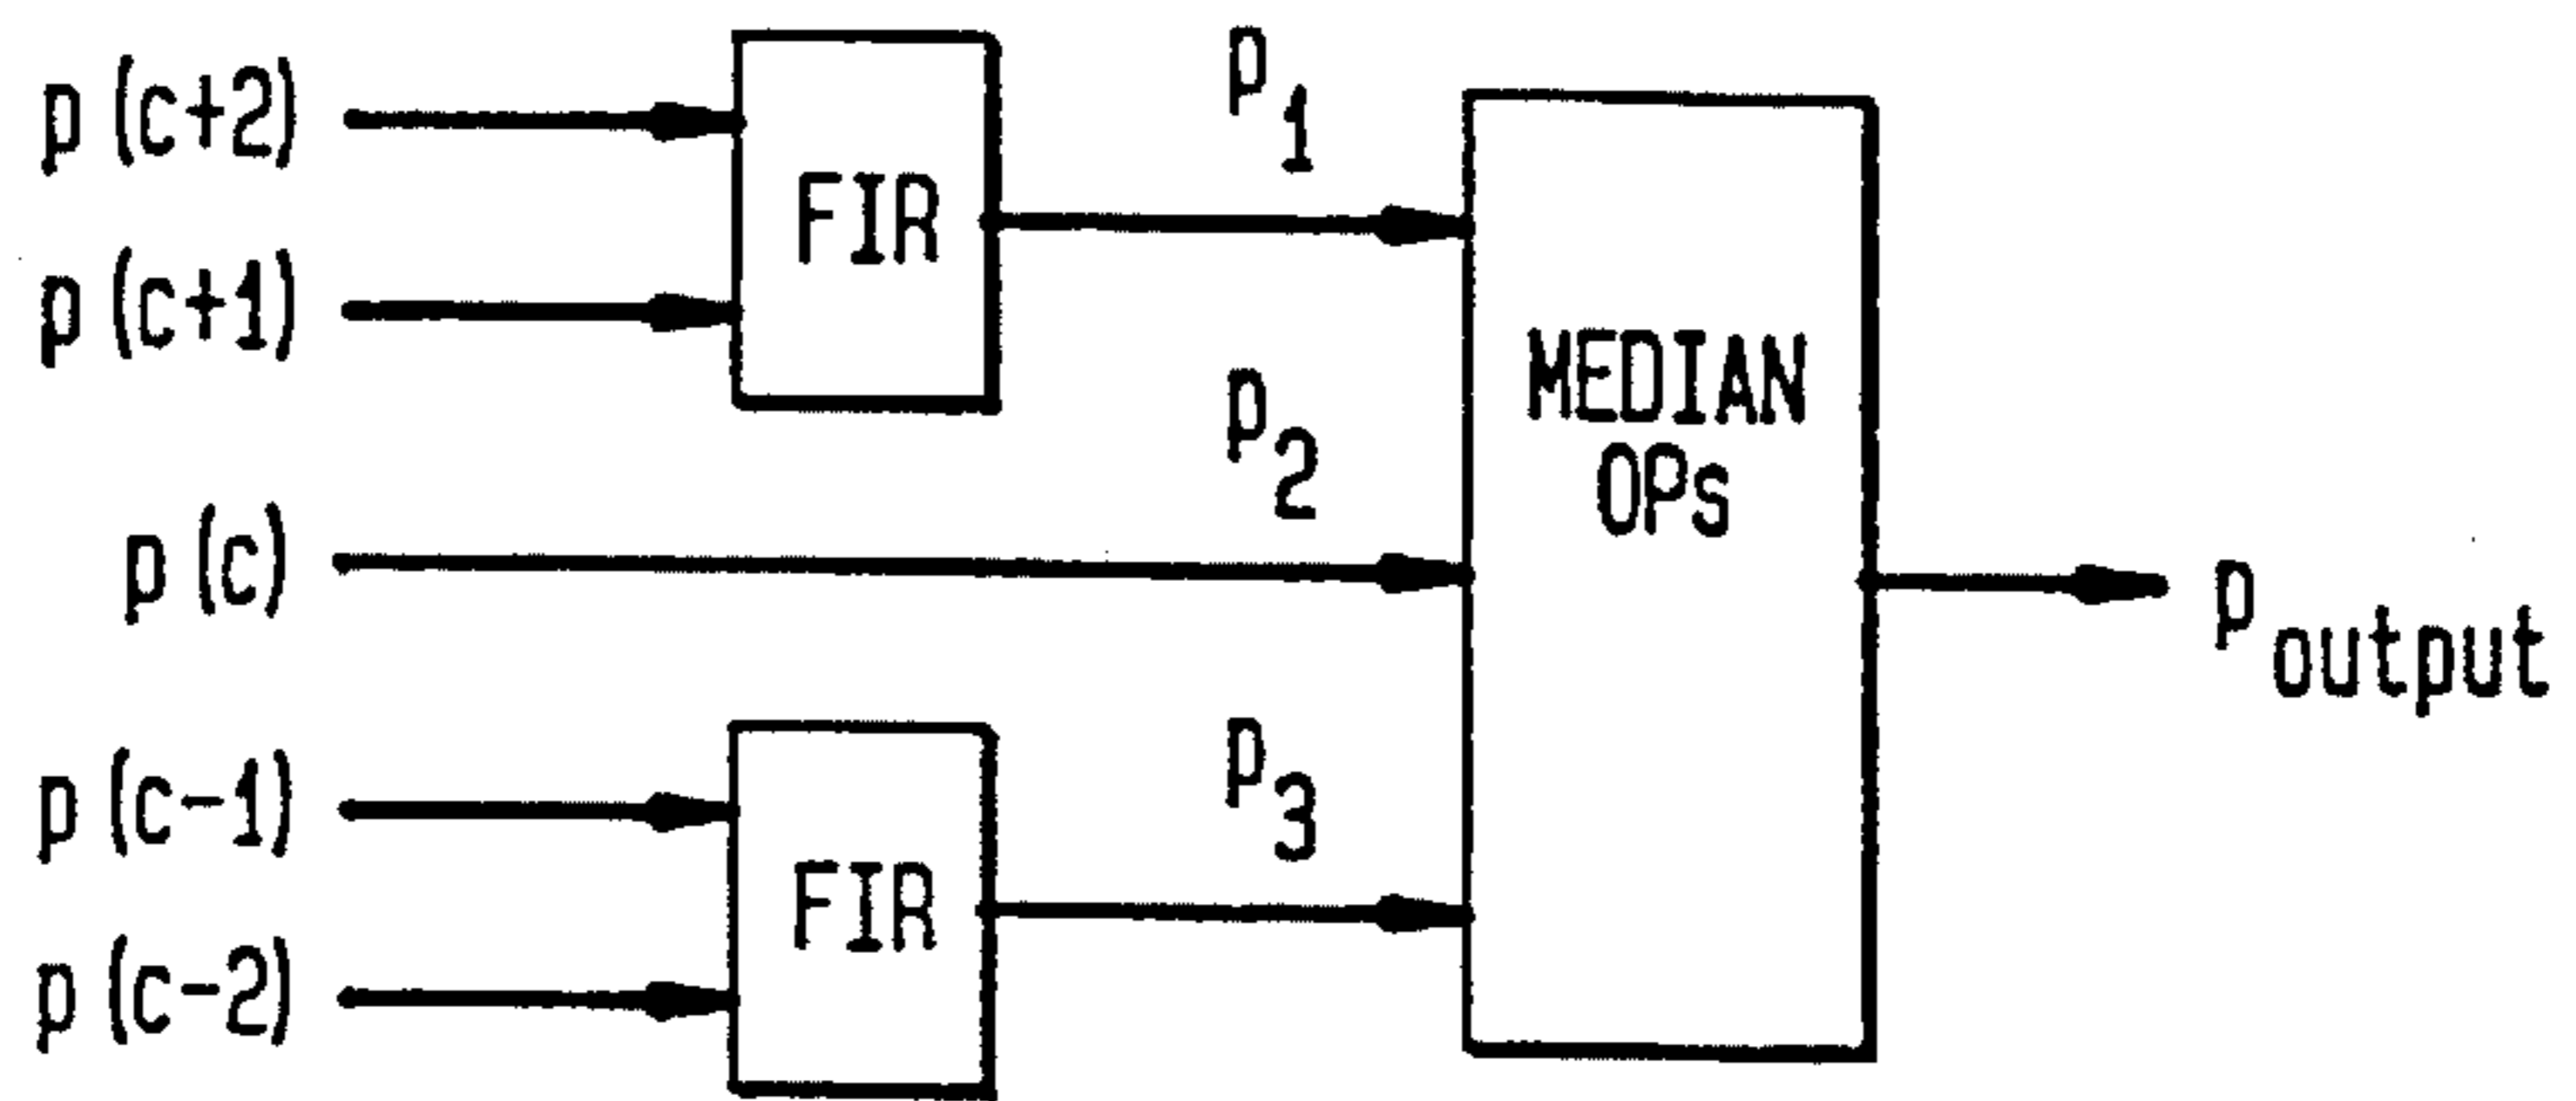 p (c+2)
p (c+1)
FIR
p1
p (c)
p2
MEDIAN
OPs
p (c-1)
p (c-2)
FIR
p3
poutput